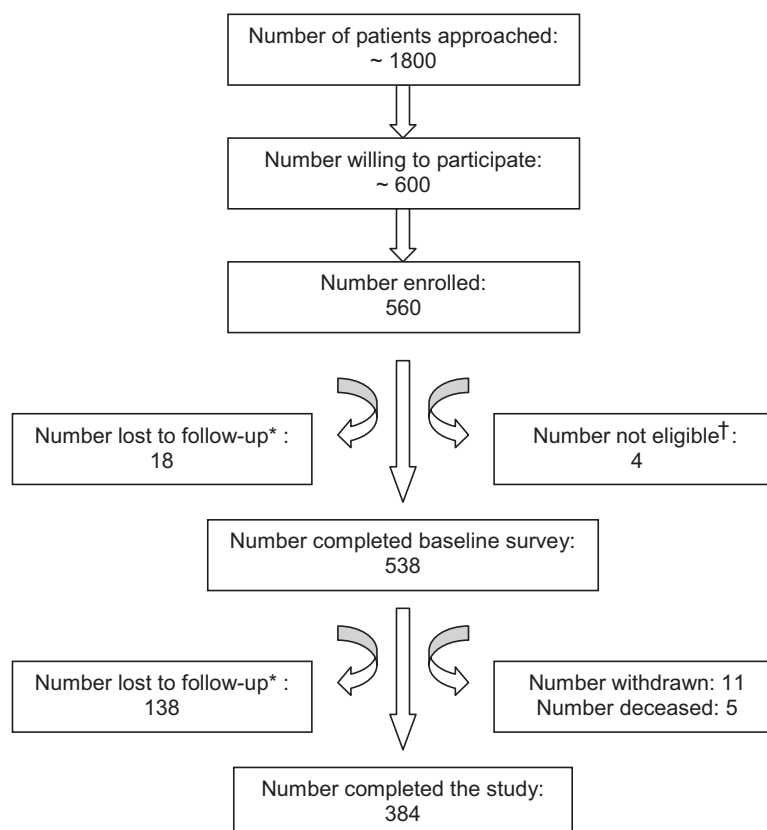 Number of patients approached:
~ 1800
Number willing to participate:
~ 600
Number enrolled:
560
Number lost to follow-up* :
18
Number not eligible† :
4
Number completed baseline survey:
538
Number lost to follow-up* :
138
Number withdrawn: 11
Number deceased: 5
Number completed the study:
384